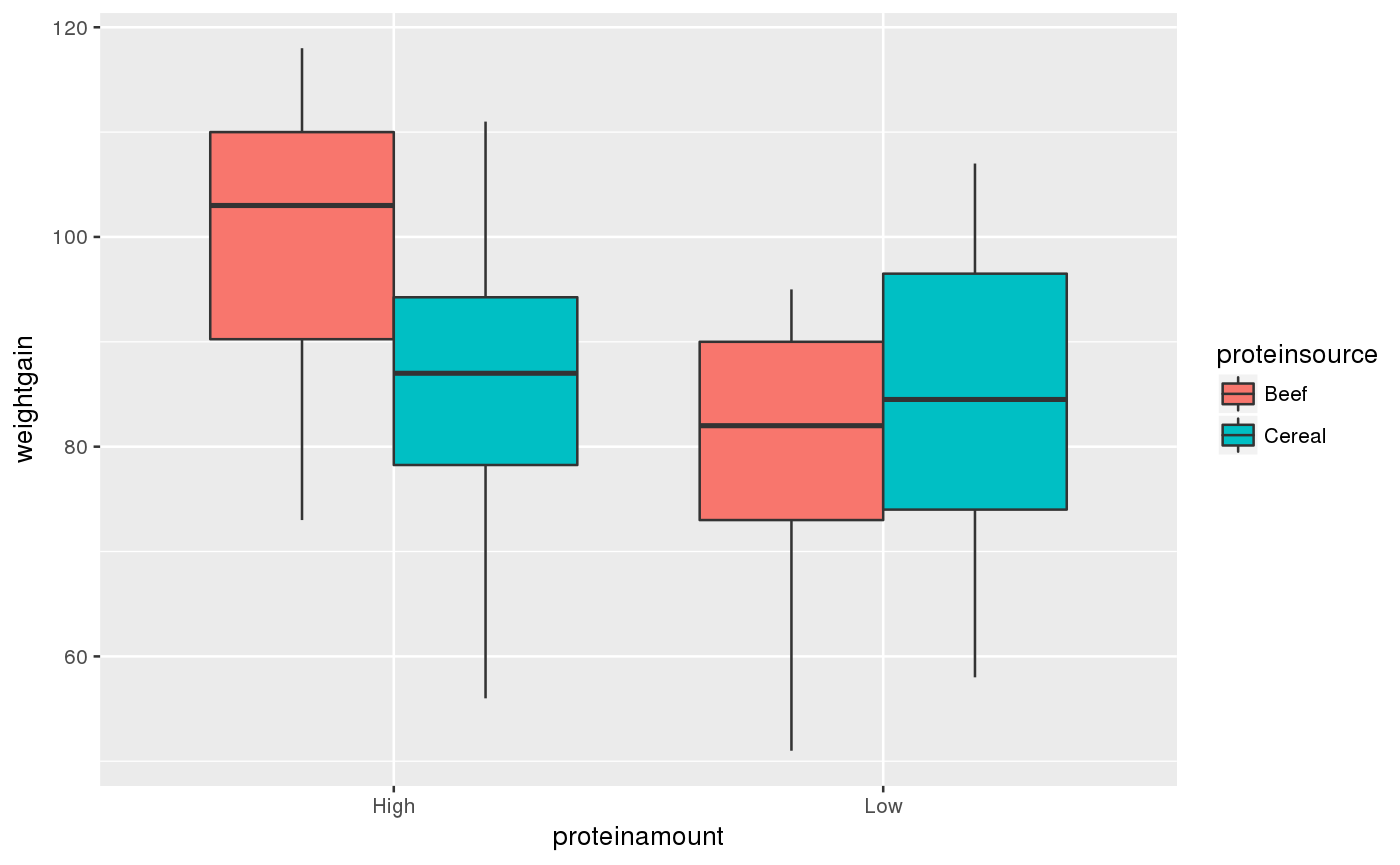 120
100
80
60
weightgain
High
Low
proteinamount
proteinsource
Beef
Cereal